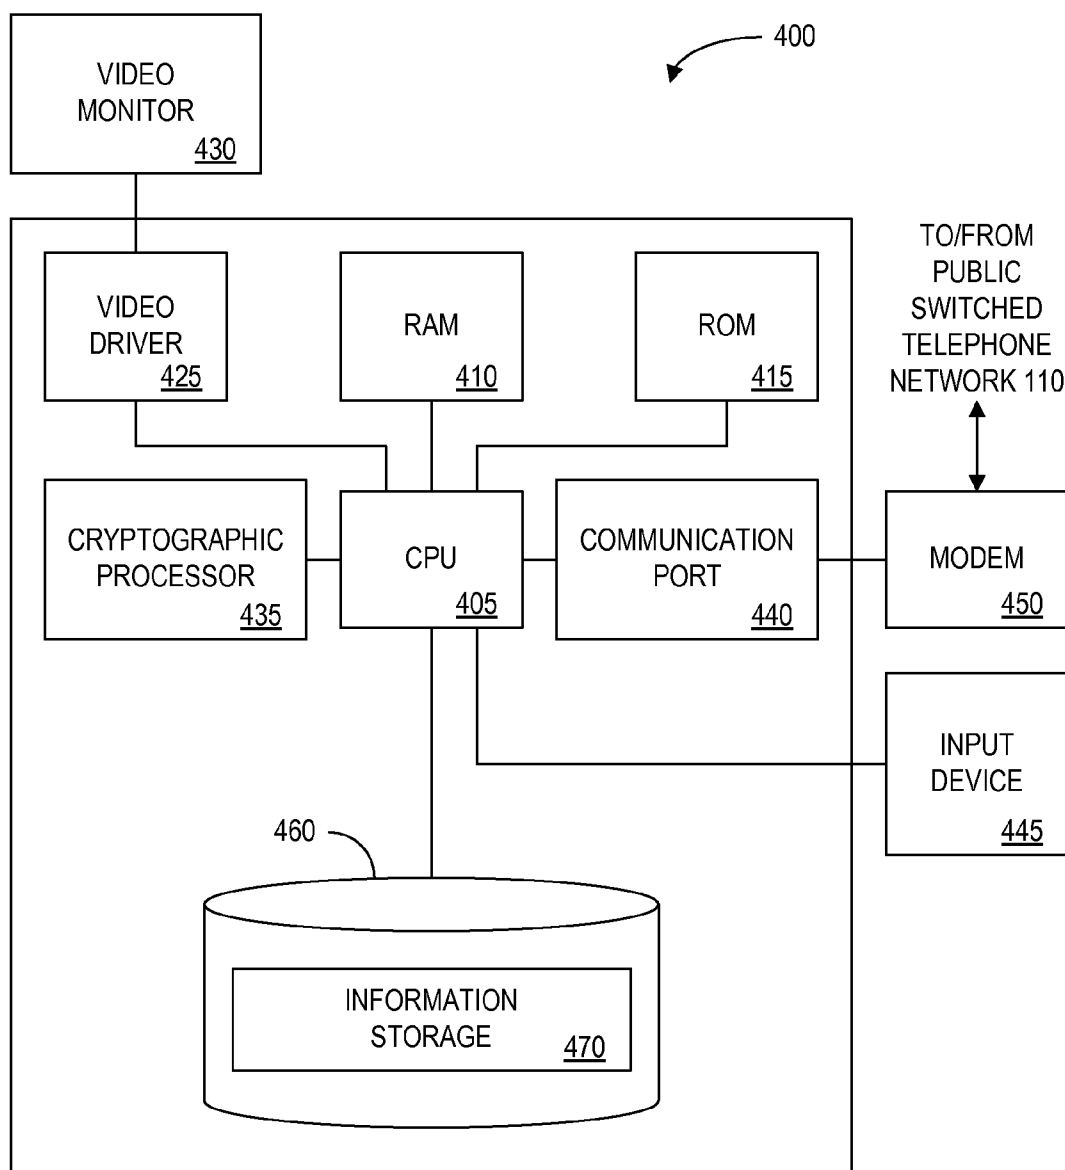 400
VIDEO
MONITOR
430
TO/FROM
PUBLIC
SWITCHED
TELEPHONE
NETWORK 110
VIDEO
DRIVER
425
RAM
410
ROM
415
CRYPTOGRAPHIC
PROCESSOR
435
CPU
405
COMMUNICATION
PORT
440
MODEM
450
INPUT
DEVICE
445
460
INFORMATION
STORAGE
470